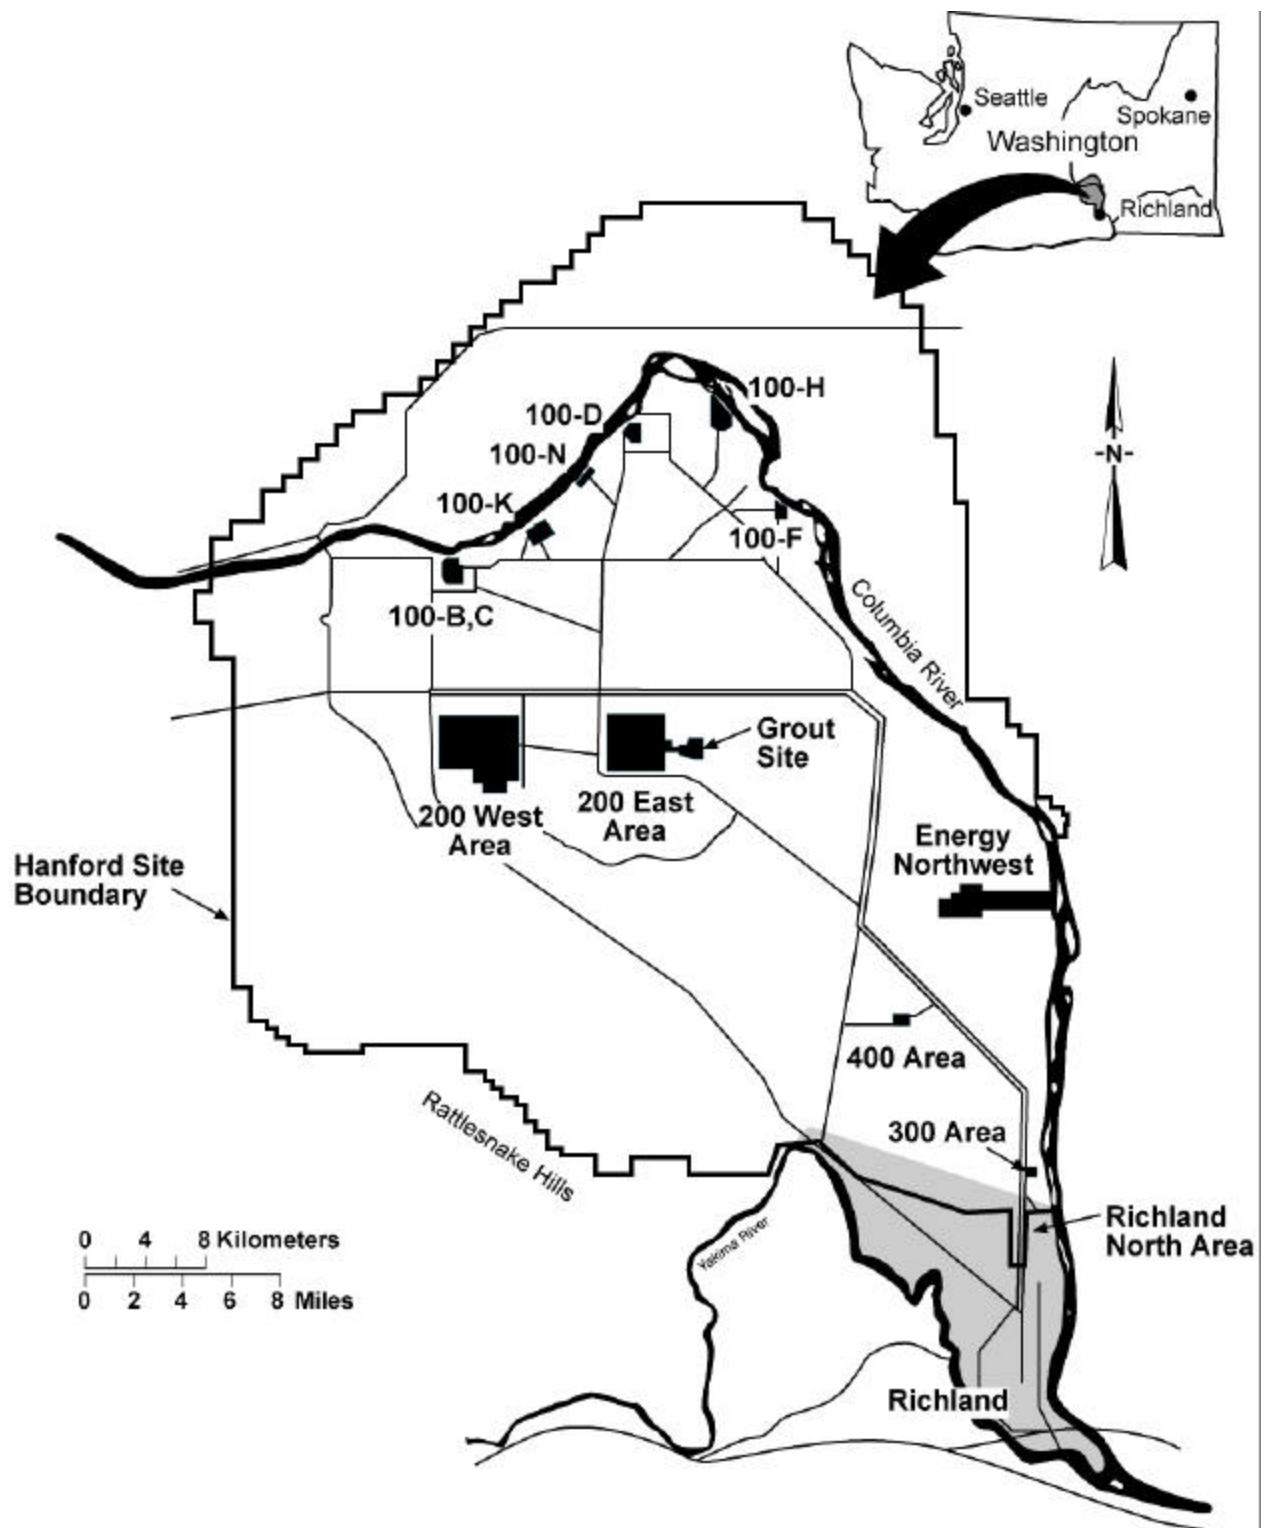 Seattle
Spokane
Washington
Richland
100-H
100-D
-N-
100-N
100-K
100-F
Columbia River
100-B,C
Grout
Site
200 East
Area
200 West
Area
Energy
Northwest
Hanford Site
Boundary
400 Area
Rattlesnake Hills
300 Area
Richland
North Area
Yakima River
0 4 8 Kilometers
0 2 4 6 8 Miles
Richland